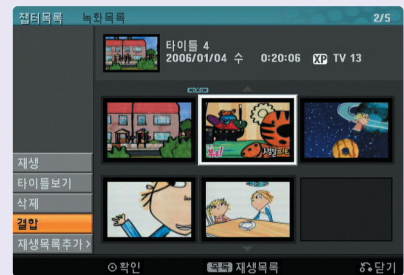 챕터목록 녹화목록 2/5
타이틀 4
2006/01/04 수 0:20:06 XP TV 13
재생
타이틀보기
삭제
결합
재생목록추가 >
⊙ 확인 목록 재생목록 닫기